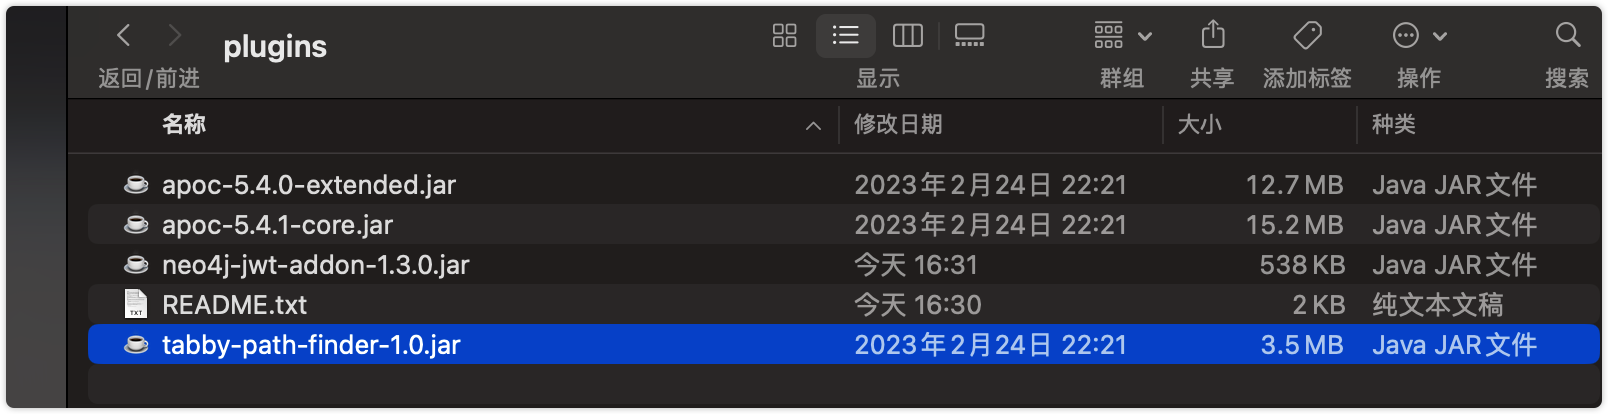 plugins
返回/前进
显示
群组
共享
添加标签
操作
搜索
名称 修改日期 大小 种类
apoc-5.4.0-extended.jar 2023年2月24日 22:21 12.7 MB Java JAR文件
apoc-5.4.1-core.jar 2023年2月24日 22:21 15.2 MB Java JAR文件
neo4j-jwt-addon-1.3.0.jar 今天 16:31 538 KB Java JAR文件
TXT README.txt 今天 16:30 2 KB 纯文本文稿
tabby-path-finder-1.0.jar 2023年2月24日 22:21 3.5 MB Java JAR文件